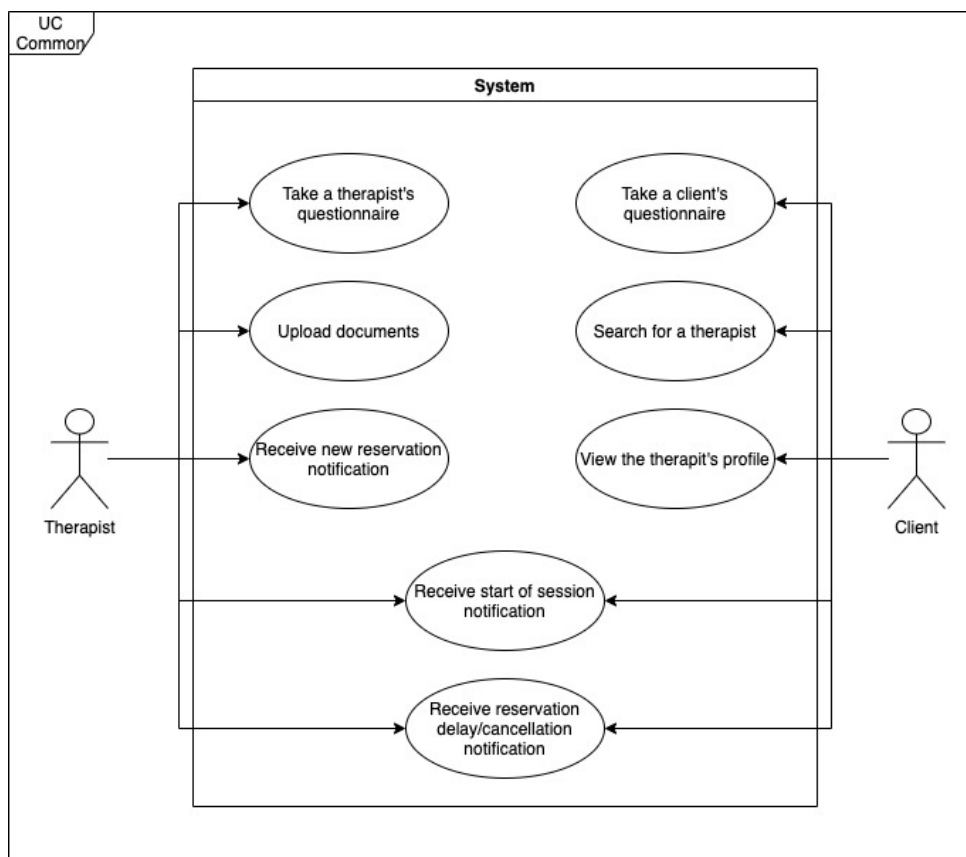 UC
Common
System
Take a therapist's
questionnaire
Take a client's
questionnaire
Upload documents
Search for a therapist
Receive new reservation
notification
View the therapit's profile
Therapist
Client
Receive start of session
notification
Receive reservation
delay/cancellation
notification